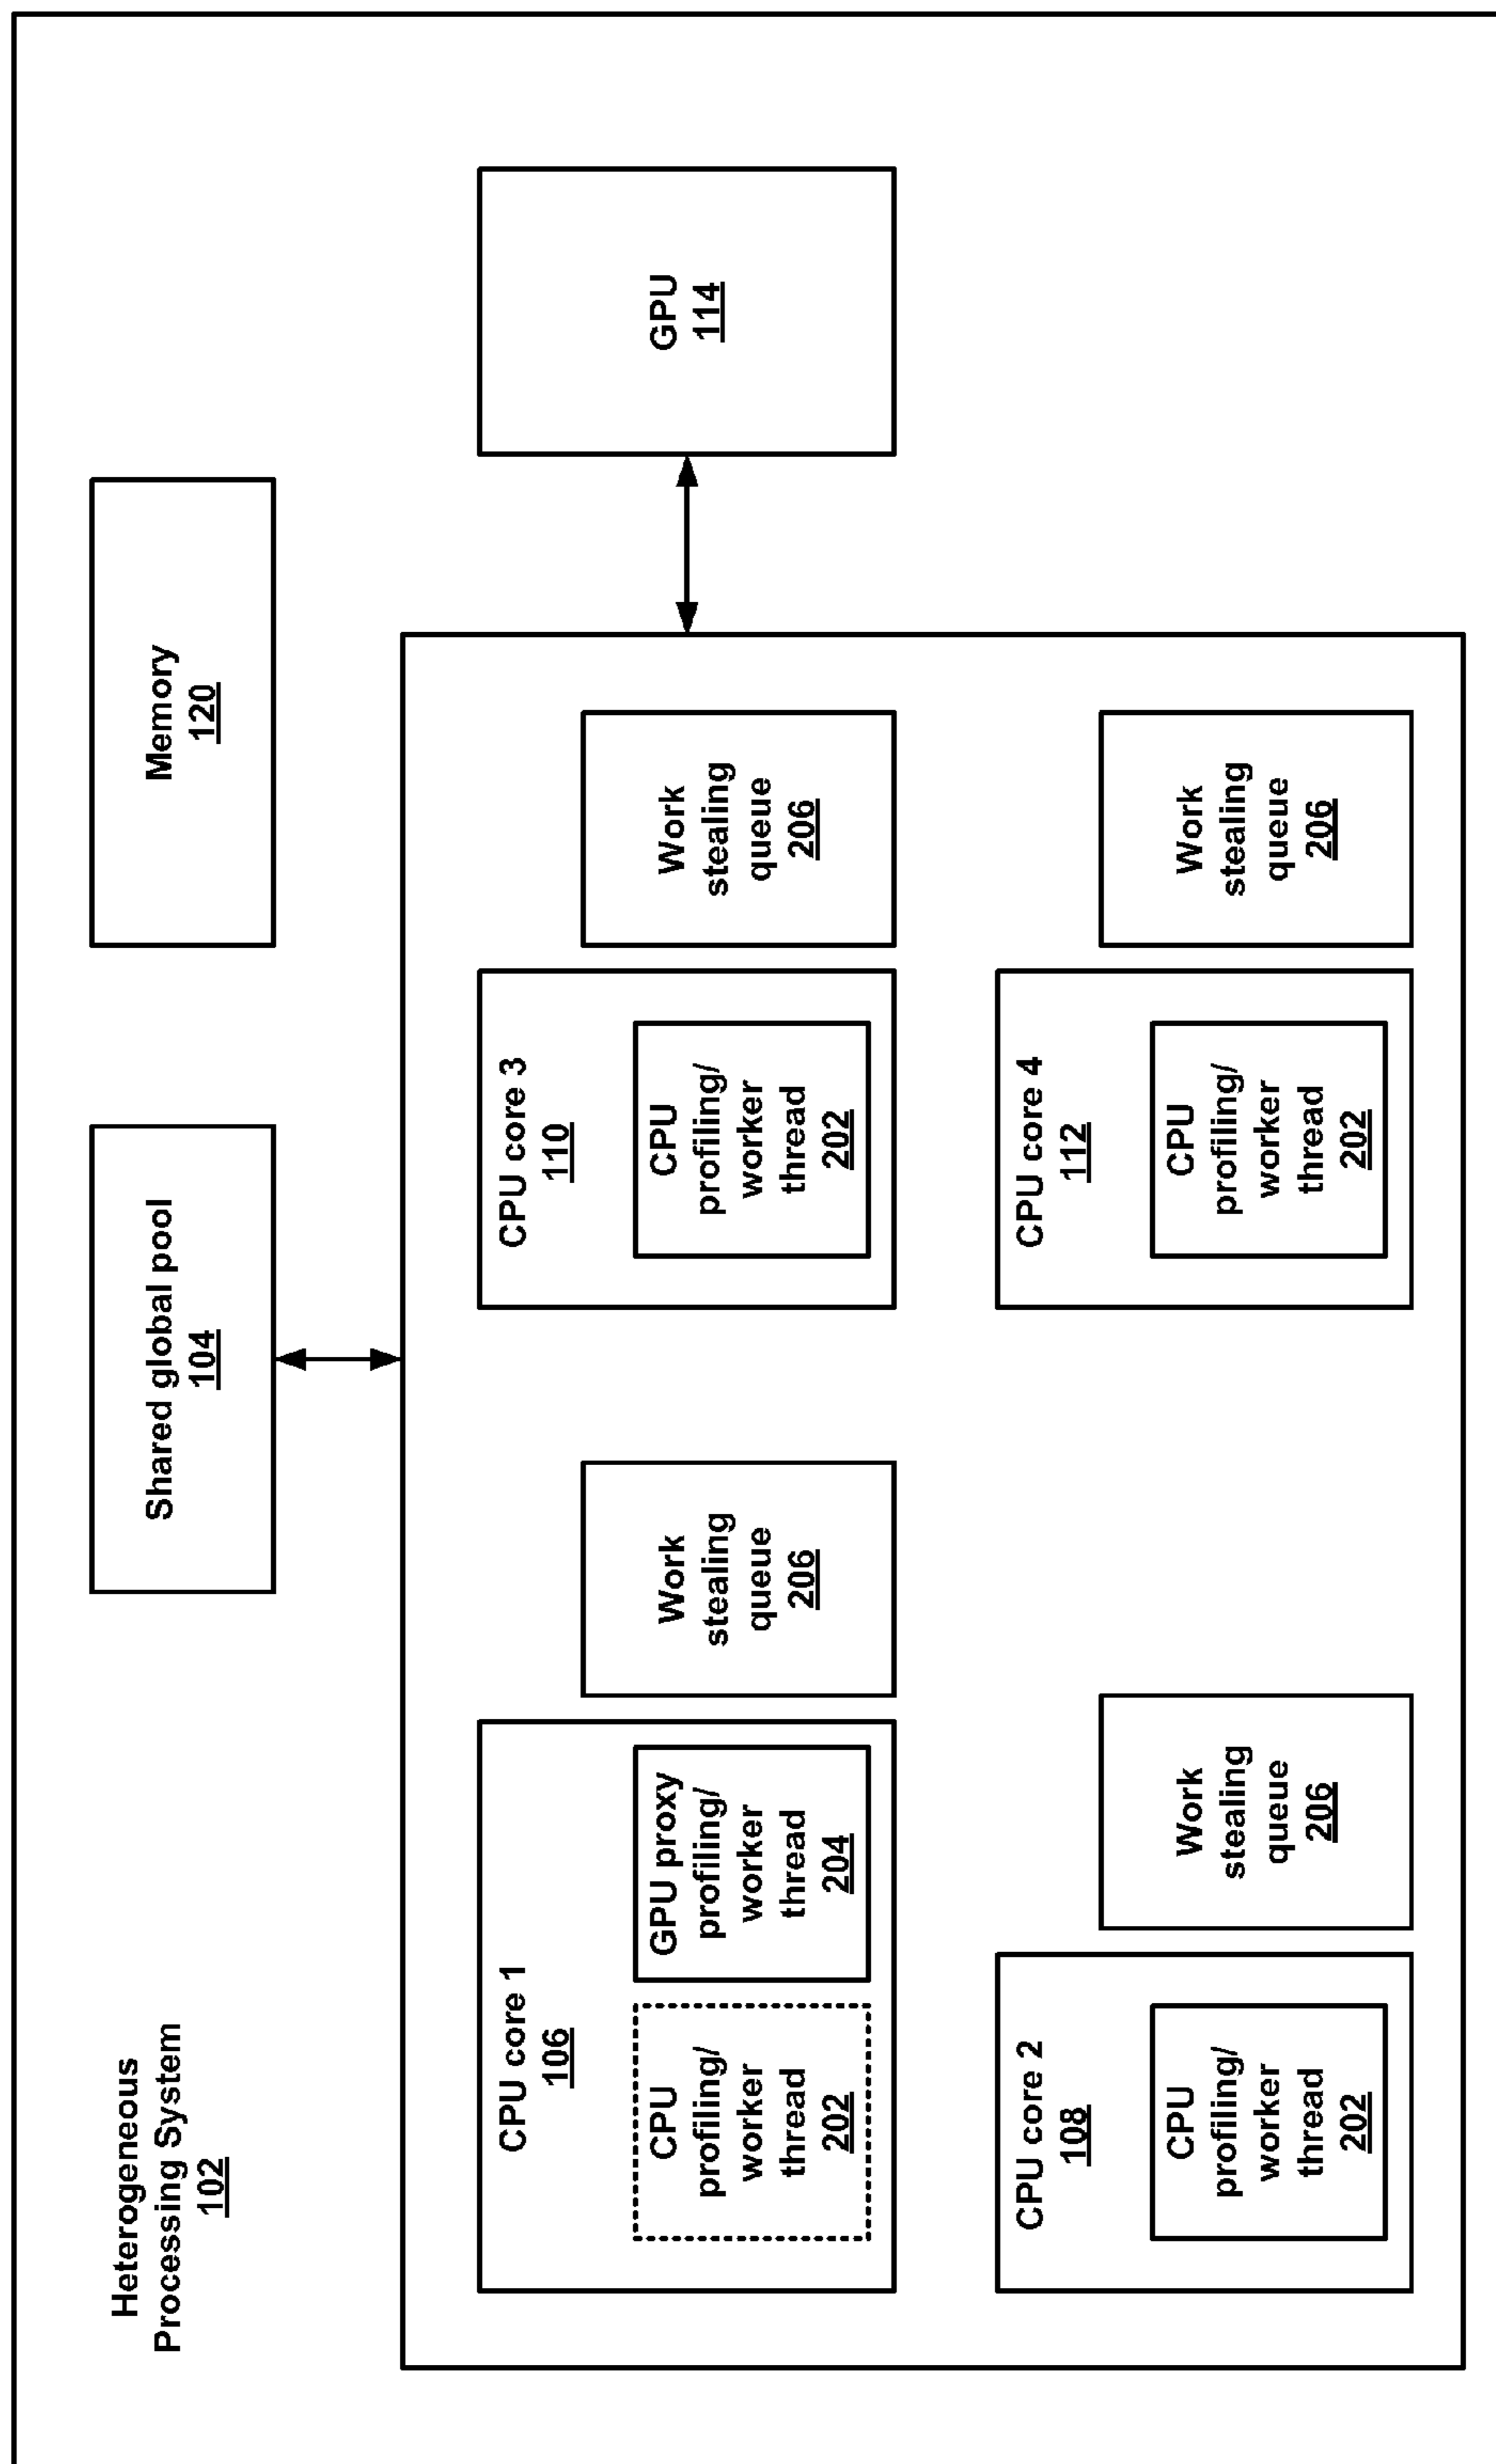 Heterogeneous
Processing System
102
Shared global pool
104
Memory
120
CPU core 1
106
CPU
profiling/
worker
thread
202
GPU proxy
profiling/
worker
thread
204
Work
stealing
queue
206
CPU core 3
110
CPU
profiling/
worker
thread
202
Work
stealing
queue
206
GPU
114
CPU core 2
108
CPU
profiling/
worker
thread
202
Work
stealing
queue
206
CPU core 4
112
CPU
profiling/
worker
thread
202
Work
stealing
queue
206